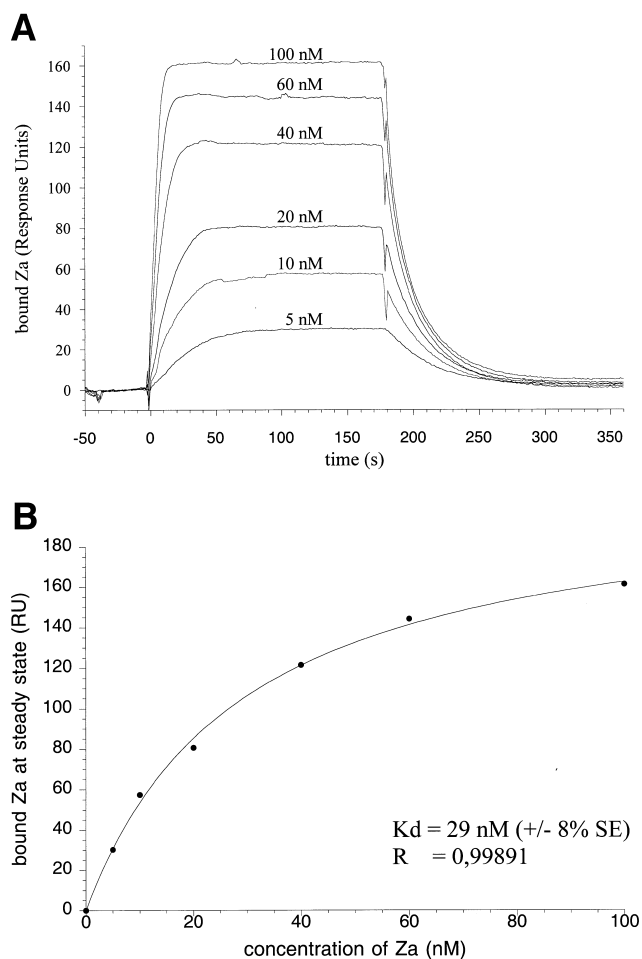 A
bound Za (Response Units)
160
140
120
100
80
60
40
20
0
100 nM
60 nM
40 nM
20 nM
10 nM
5 nM
-50 0 50 100 150 200 250 300 350
time (s)
B
bound Za at steady state (RU)
180
160
140
120
100
80
60
40
20
0
Kd = 29 nM (+/- 8% SE)
R = 0,99891
0 20 40 60 80 100
concentration of Za (nM)